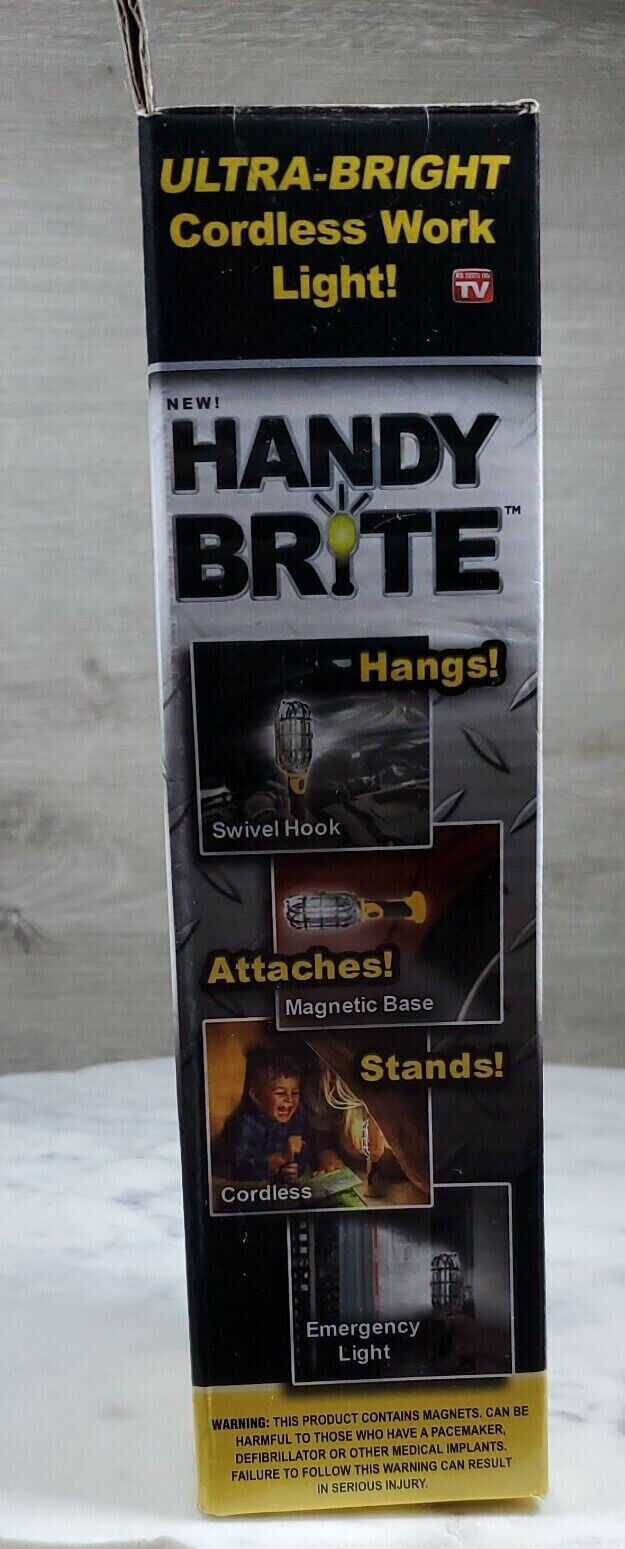 ULTRA-BRIGHT
Cordless Work
Light!
AS SEEN ON
TV
NEW!
HANDY
BRITE™
Hangs!
Swivel Hook
Attaches!
Magnetic Base
Stands!
Cordless
Emergency
Light
WARNING: THIS PRODUCT CONTAINS MAGNETS. CAN BE
HARMFUL TO THOSE WHO HAVE A PACEMAKER,
DEFIBRILLATOR OR OTHER MEDICAL IMPLANTS.
FAILURE TO FOLLOW THIS WARNING CAN RESULT
IN SERIOUS INJURY.